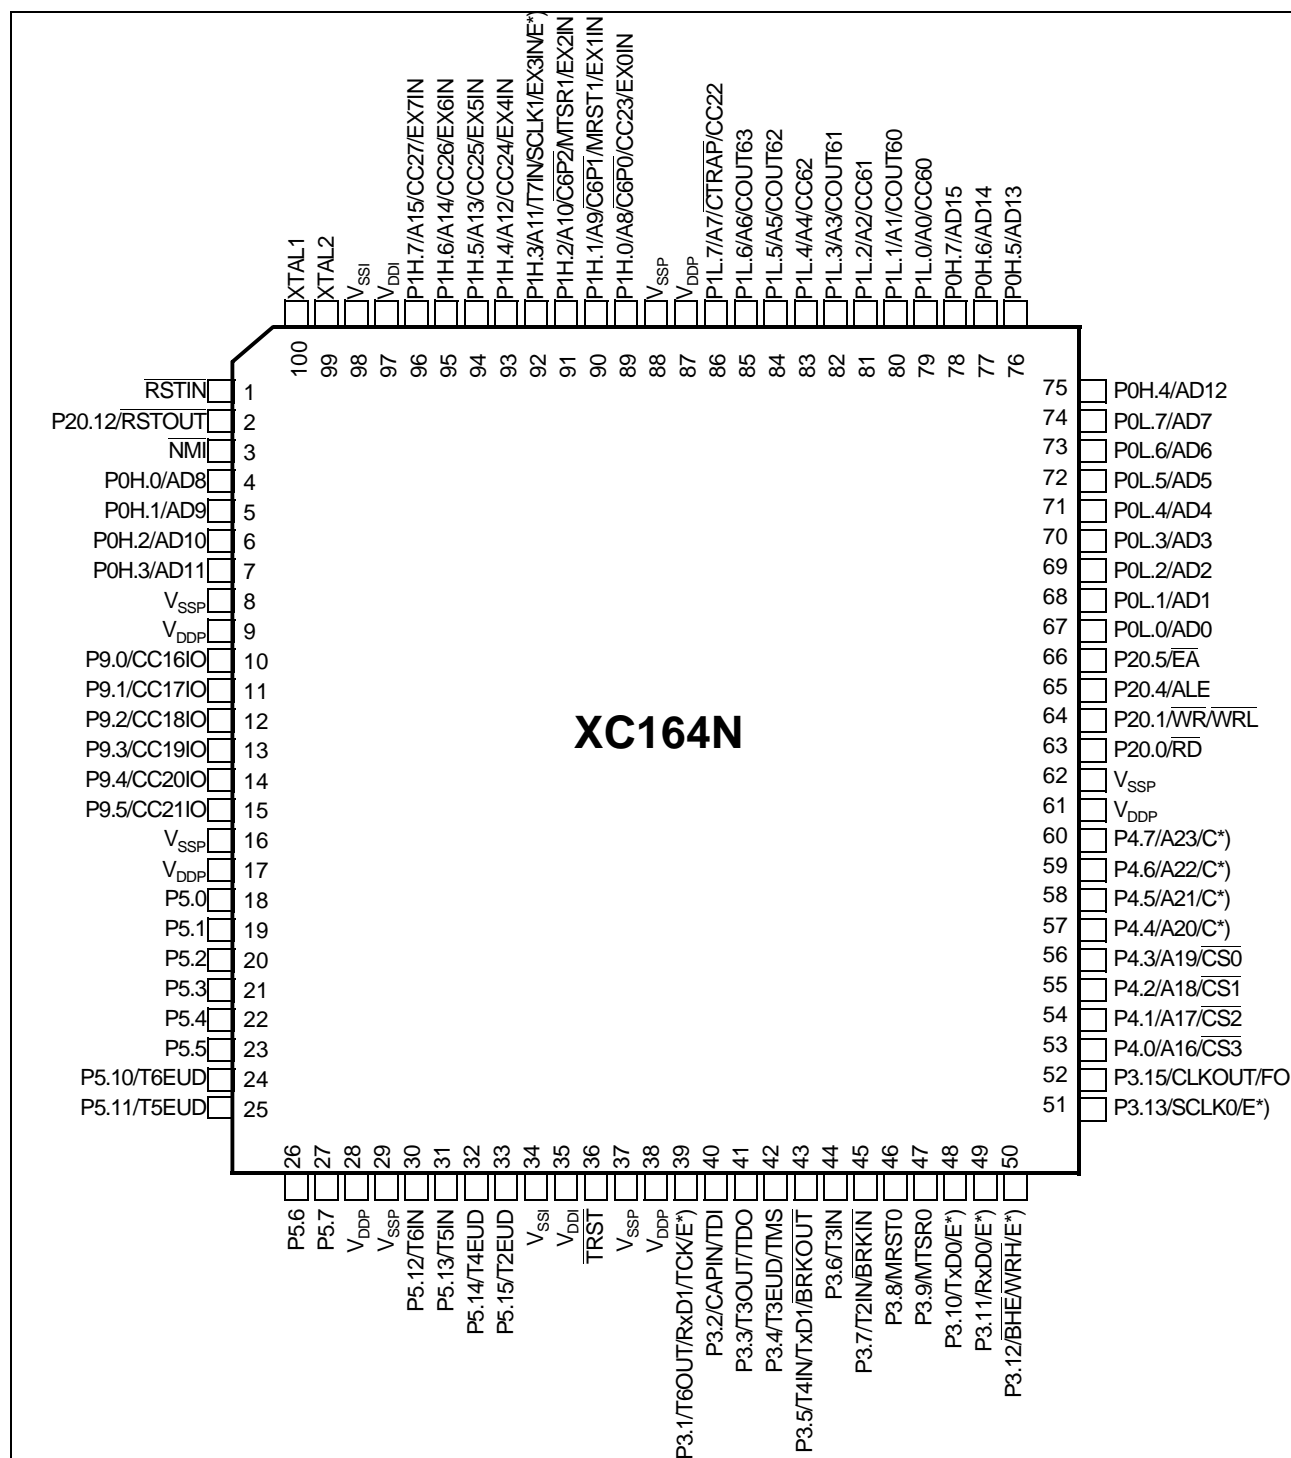 XTAL1
XTAL2
VSSI
VDDI
P1H.7/A15/CC27/EX7IN
P1H.6/A14/CC26/EX6IN
P1H.5/A13/CC25/EX5IN
P1H.4/A12/CC24/EX4IN
P1H.3/A11/T7IN/SCLK1/EX3IN/E*)
P1H.2/A10/C6P2/MTSR1/EX2IN
P1H.1/A9/C6P1/MRST1/EX1IN
P1H.0/A8/C6P0/CC23/EX0IN
VSSP
VDDP
P1L.7/A7/CTRAP/CC22
P1L.6/A6/COUT63
P1L.5/A5/COUT62
P1L.4/A4/CC62
P1L.3/A3/COUT61
P1L.2/A2/CC61
P1L.1/A1/COUT60
P1L.0/A0/CC60
P0H.7/AD15
P0H.6/AD14
P0H.5/AD13
100 99 98 97 96 95 94 93 92 91 90 89 88 87 86 85 84 83 82 81 80 79 78 77 76
RSTIN 1
P20.12/RSTOUT 2
NMI 3
P0H.0/AD8 4
P0H.1/AD9 5
P0H.2/AD10 6
P0H.3/AD11 7
VSSP 8
VDDP 9
P9.0/CC16IO 10
P9.1/CC17IO 11
P9.2/CC18IO 12
P9.3/CC19IO 13
P9.4/CC20IO 14
P9.5/CC21IO 15
VSSP 16
VDDP 17
P5.0 18
P5.1 19
P5.2 20
P5.3 21
P5.4 22
P5.5 23
P5.10/T6EUD 24
P5.11/T5EUD 25
XC164N
75 P0H.4/AD12
74 P0L.7/AD7
73 P0L.6/AD6
72 P0L.5/AD5
71 P0L.4/AD4
70 P0L.3/AD3
69 P0L.2/AD2
68 P0L.1/AD1
67 P0L.0/AD0
66 P20.5/EA
65 P20.4/ALE
64 P20.1/WR/WRL
63 P20.0/RD
62 VSSP
61 VDDP
60 P4.7/A23/C*)
59 P4.6/A22/C*)
58 P4.5/A21/C*)
57 P4.4/A20/C*)
56 P4.3/A19/CS0
55 P4.2/A18/CS1
54 P4.1/A17/CS2
53 P4.0/A16/CS3
52 P3.15/CLKOUT/FO
51 P3.13/SCLK0/E*)
26 27 28 29 30 31 32 33 34 35 36 37 38 39 40 41 42 43 44 45 46 47 48 49 50
P5.6
P5.7
VDDP
VSSP
P5.12/T6IN
P5.13/T5IN
P5.14/T4EUD
P5.15/T2EUD
VSSI
VDDI
TRST
VSSP
VDDP
P3.1/T6OUT/RxD1/TCK/E*)
P3.2/CAPIN/TDI
P3.3/T3OUT/TDO
P3.4/T3EUD/TMS
P3.5/T4IN/TxD1/BRKOUT
P3.6/T3IN
P3.7/T2IN/BRKIN
P3.8/MRST0
P3.9/MTSR0
P3.10/TxD0/E*)
P3.11/RxD0/E*)
P3.12/BHE/WRH/E*)